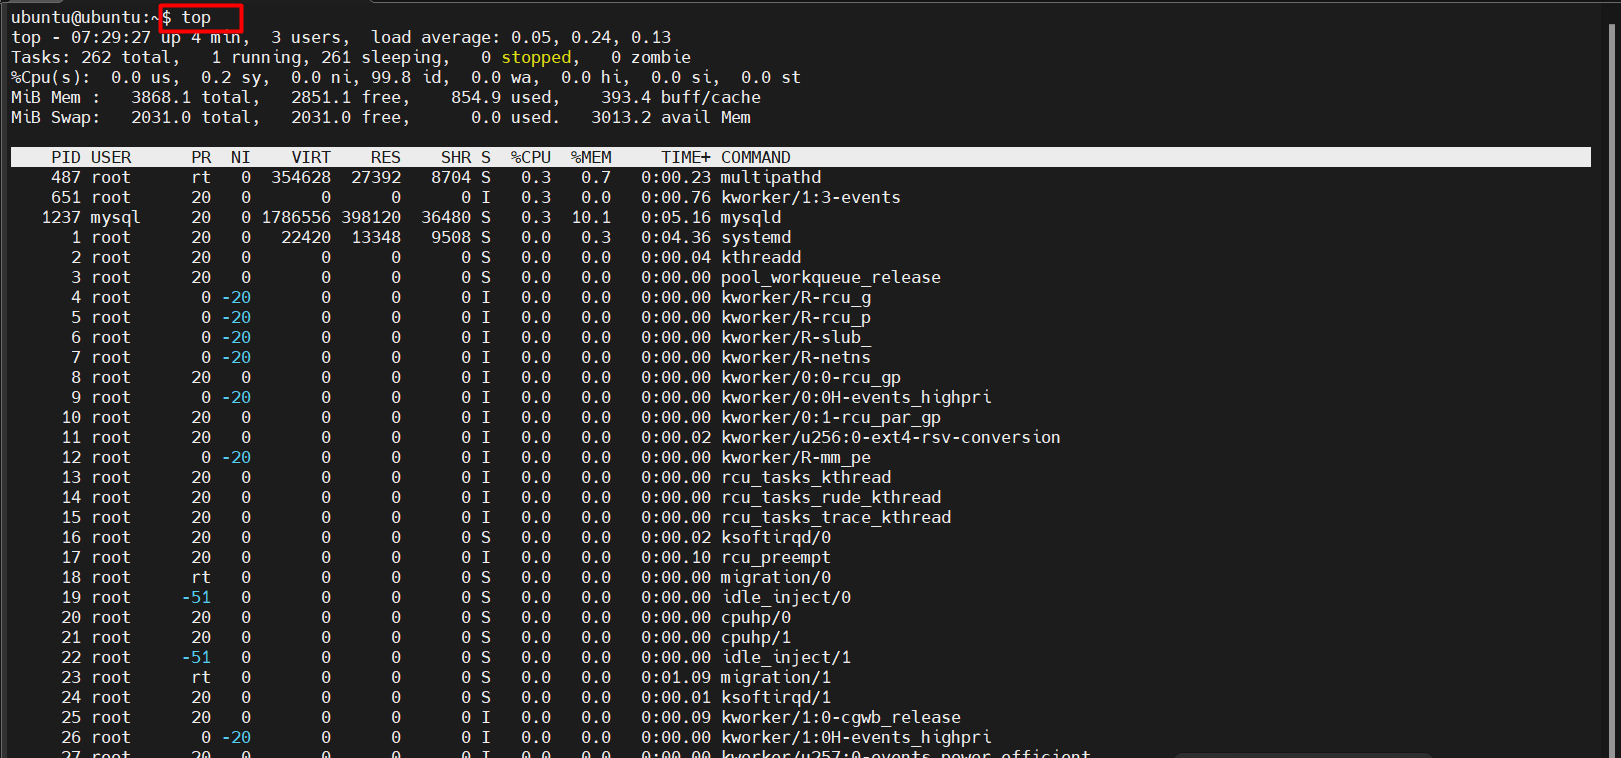 ubuntu@ubuntu:~$ top
top - 07:29:27 up 4 min,  3 users,  load average: 0.05, 0.24, 0.13
Tasks: 262 total,   1 running, 261 sleeping,   0 stopped,   0 zombie
%Cpu(s):  0.0 us,  0.2 sy,  0.0 ni, 99.8 id,  0.0 wa,  0.0 hi,  0.0 si,  0.0 st
MiB Mem :   3868.1 total,   2851.1 free,    854.9 used,    393.4 buff/cache
MiB Swap:   2031.0 total,   2031.0 free,      0.0 used.   3013.2 avail Mem
    PID USER      PR  NI    VIRT    RES    SHR S  %CPU  %MEM     TIME+ COMMAND
    487 root      rt   0  354628  27392   8704 S   0.3   0.7   0:00.23 multipathd
    651 root      20   0       0      0      0 I   0.3   0.0   0:00.76 kworker/1:3-events
   1237 mysql     20   0 1786556 398120  36480 S   0.3  10.1   0:05.16 mysqld
      1 root      20   0   22420  13348   9508 S   0.0   0.3   0:04.36 systemd
      2 root      20   0       0      0      0 S   0.0   0.0   0:00.04 kthreadd
      3 root      20   0       0      0      0 S   0.0   0.0   0:00.00 pool_workqueue_release
      4 root       0 -20       0      0      0 I   0.0   0.0   0:00.00 kworker/R-rcu_g
      5 root       0 -20       0      0      0 I   0.0   0.0   0:00.00 kworker/R-rcu_p
      6 root       0 -20       0      0      0 I   0.0   0.0   0:00.00 kworker/R-slub_
      7 root       0 -20       0      0      0 I   0.0   0.0   0:00.00 kworker/R-netns
      8 root      20   0       0      0      0 I   0.0   0.0   0:00.00 kworker/0:0-rcu_gp
      9 root       0 -20       0      0      0 I   0.0   0.0   0:00.00 kworker/0:0H-events_highpri
     10 root      20   0       0      0      0 I   0.0   0.0   0:00.00 kworker/0:1-rcu_par_gp
     11 root      20   0       0      0      0 I   0.0   0.0   0:00.02 kworker/u256:0-ext4-rsv-conversion
     12 root       0 -20       0      0      0 I   0.0   0.0   0:00.00 kworker/R-mm_pe
     13 root      20   0       0      0      0 I   0.0   0.0   0:00.00 rcu_tasks_kthread
     14 root      20   0       0      0      0 I   0.0   0.0   0:00.00 rcu_tasks_rude_kthread
     15 root      20   0       0      0      0 I   0.0   0.0   0:00.00 rcu_tasks_trace_kthread
     16 root      20   0       0      0      0 S   0.0   0.0   0:00.02 ksoftirqd/0
     17 root      20   0       0      0      0 I   0.0   0.0   0:00.10 rcu_preempt
     18 root      rt   0       0      0      0 S   0.0   0.0   0:00.00 migration/0
     19 root     -51   0       0      0      0 S   0.0   0.0   0:00.00 idle_inject/0
     20 root      20   0       0      0      0 S   0.0   0.0   0:00.00 cpuhp/0
     21 root      20   0       0      0      0 S   0.0   0.0   0:00.00 cpuhp/1
     22 root     -51   0       0      0      0 S   0.0   0.0   0:00.00 idle_inject/1
     23 root      rt   0       0      0      0 S   0.0   0.0   0:01.09 migration/1
     24 root      20   0       0      0      0 S   0.0   0.0   0:00.01 ksoftirqd/1
     25 root      20   0       0      0      0 I   0.0   0.0   0:00.09 kworker/1:0-cgwb_release
     26 root       0 -20       0      0      0 I   0.0   0.0   0:00.00 kworker/1:0H-events_highpri
     27 root      20   0       0      0      0 I   0.0   0.0   0:00.00 kworker/u257:0-events_power_efficient